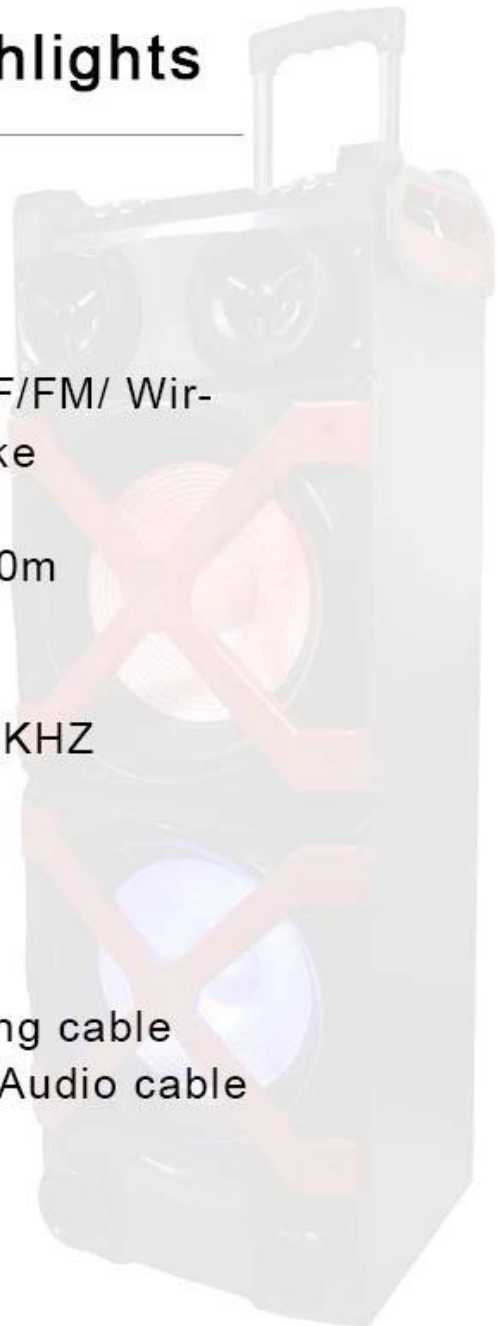 hlights
F/FM/ Wir-
ke
0m
KHZ
ng cable
Audio cable